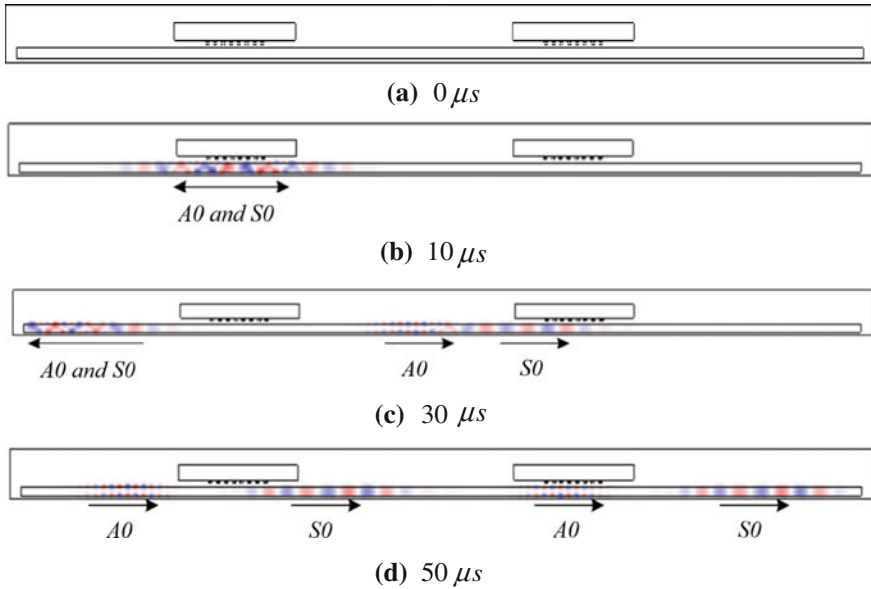 (a) 0 μs
A0 and S0
(b) 10 μs
A0 and S0 A0 S0
(c) 30 μs
A0 S0 A0 S0
(d) 50 μs